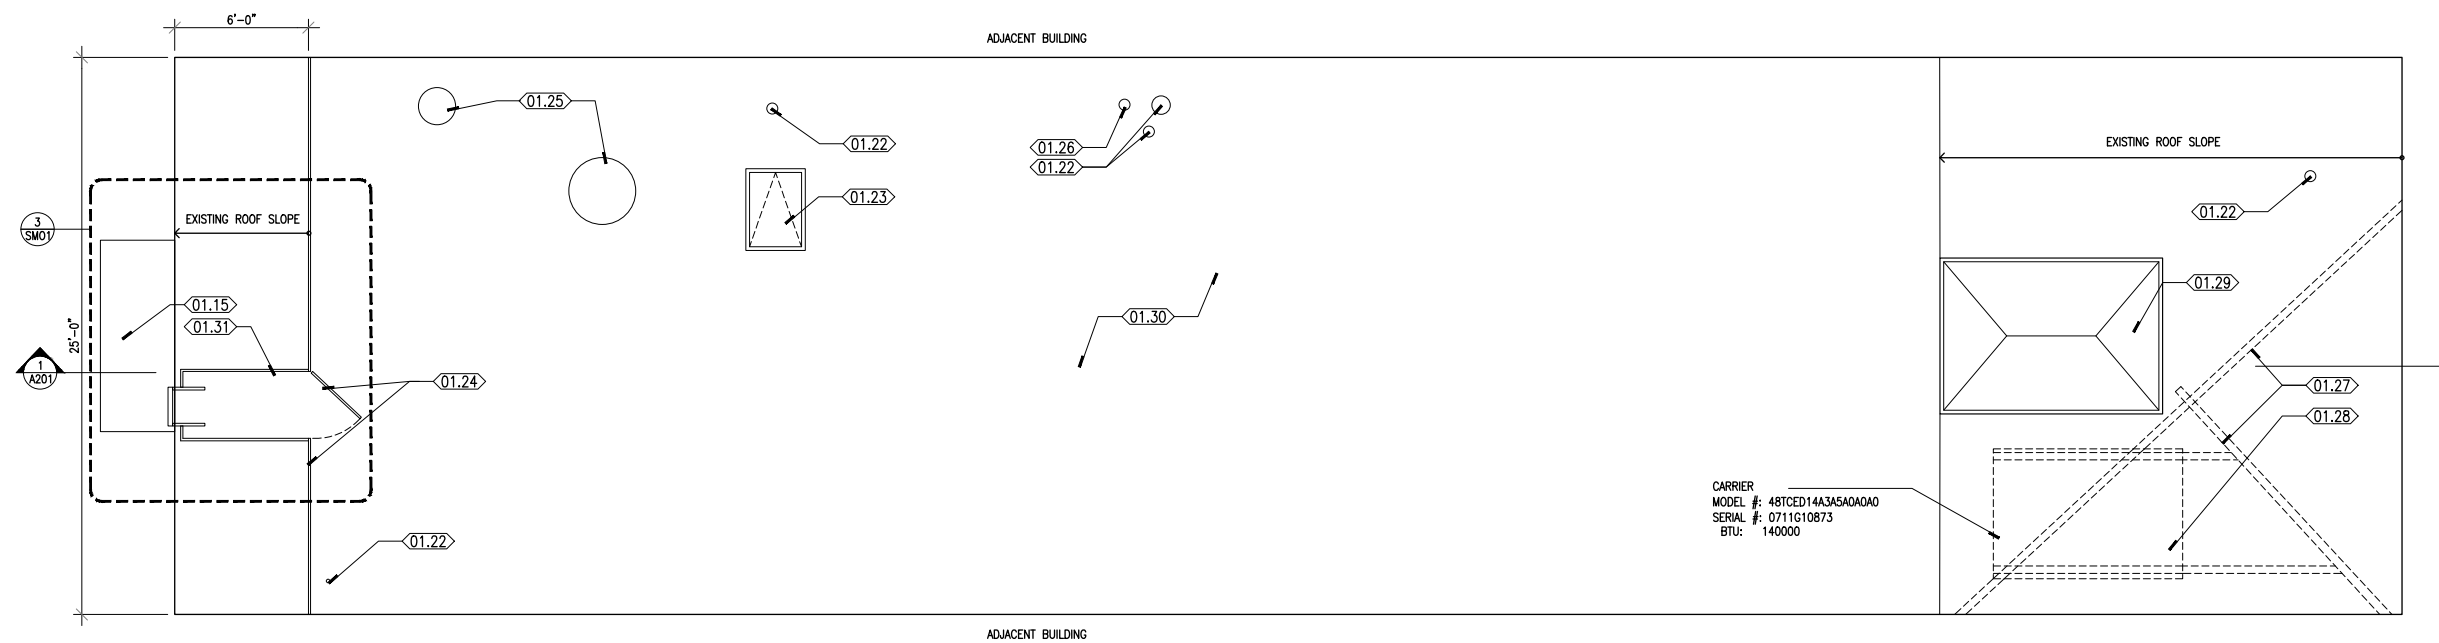 6'-0"
ADJACENT BUILDING
01.25
01.22
01.26
01.22
EXISTING ROOF SLOPE
01.23
01.22
EXISTING ROOF SLOPE
3
SM01
01.29
01.15
01.30
01.31
25'-0"
1
A201
01.24
01.27
01.28
CARRIER
MODEL #: 48TCED14A3A5A0A0A0
SERIAL #: 0711G10873
BTU: 140000
01.22
ADJACENT BUILDING